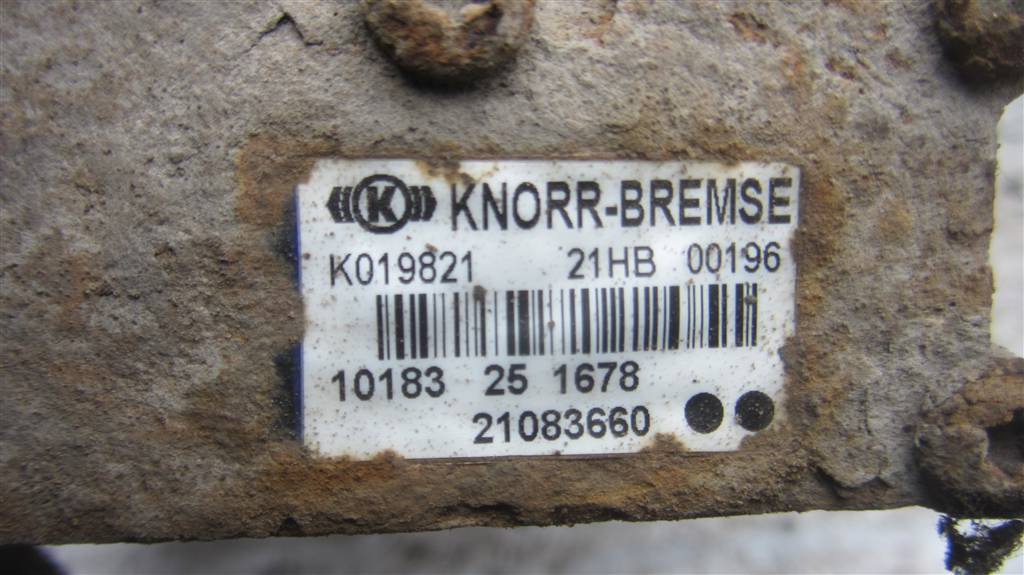 K KNORR-BREMSE
K019821 21HB 00196
10183 25 1678
21083660